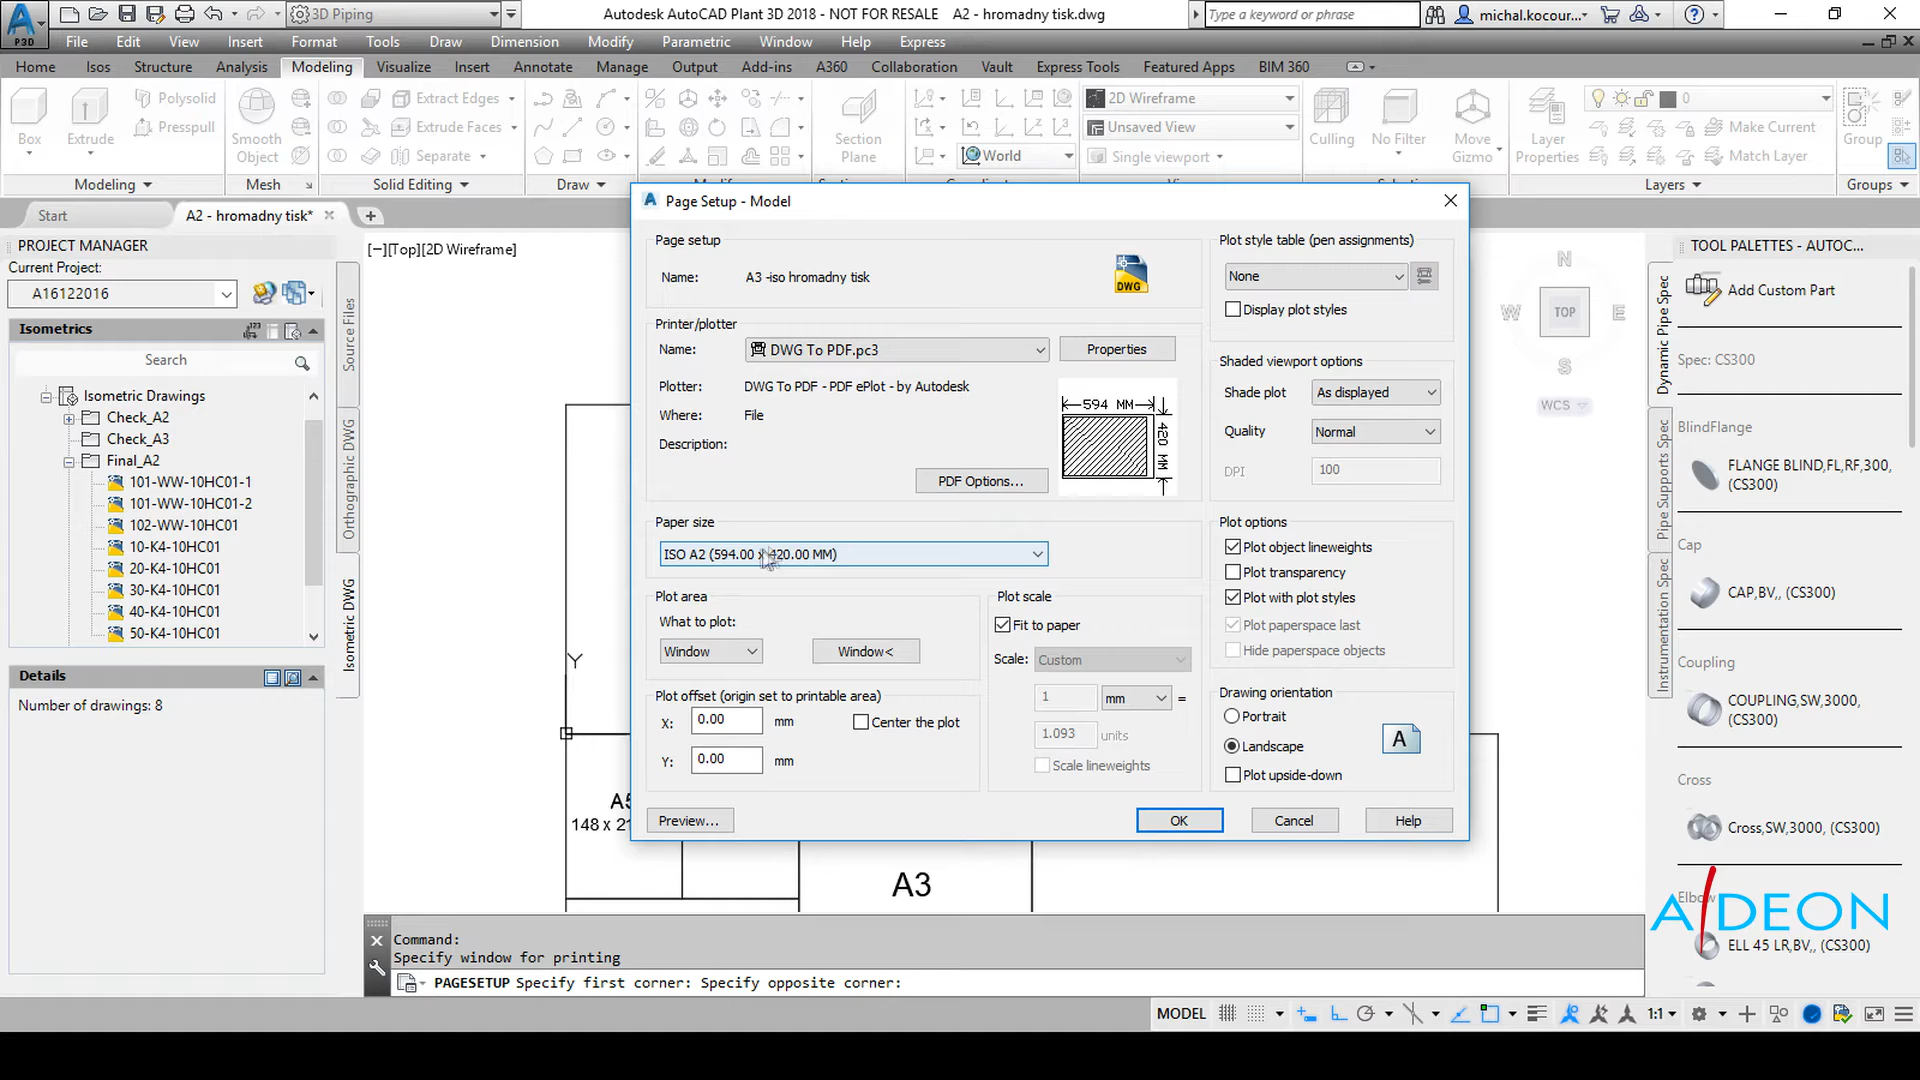 P3D
3D Piping
Autodesk AutoCAD Plant 3D 2018 - NOT FOR RESALE    A2 - hromadny tisk.dwg
Type a keyword or phrase
michal.kocour...
File Edit View Insert Format Tools Draw Dimension Modify Parametric Window Help Express
Home Isos Structure Analysis Modeling Visualize Insert Annotate Manage Output Add-ins A360 Collaboration Vault Express Tools Featured Apps BIM 360
Box
Extrude
Polysolid
Presspull
Smooth
Object
Extract Edges
Extrude Faces
Separate
Section
Plane
World
2D Wireframe
Unsaved View
Single viewport
Culling
No Filter
Move
Gizmo
Layer
Properties
0
Make Current
Match Layer
Group
Modeling
Mesh
Solid Editing
Draw
Layers
Groups
Start
A2 - hromadny tisk*
PROJECT MANAGER
Current Project:
A16122016
Isometrics
Search
Isometric Drawings
Check_A2
Check_A3
Final_A2
101-WW-10HC01-1
101-WW-10HC01-2
102-WW-10HC01
10-K4-10HC01
20-K4-10HC01
30-K4-10HC01
40-K4-10HC01
50-K4-10HC01
Details
Number of drawings: 8
Source Files
Orthographic DWG
Isometric DWG
[−][Top][2D Wireframe]
Y
148 x 21
A3
Page Setup - Model
Page setup
Name: A3 -iso hromadny tisk
DWG
Printer/plotter
Name: DWG To PDF.pc3
Properties
Plotter: DWG To PDF - PDF ePlot - by Autodesk
Where: File
Description:
594 MM
420 MM
PDF Options...
Paper size
ISO A2 (594.00 x 420.00 MM)
Plot area
What to plot:
Window
Window<
Plot offset (origin set to printable area)
X: 0.00 mm
Center the plot
Y: 0.00 mm
Plot scale
Fit to paper
Scale: Custom
1 mm =
1.093 units
Scale lineweights
Plot style table (pen assignments)
None
Display plot styles
Shaded viewport options
Shade plot As displayed
Quality Normal
DPI 100
Plot options
Plot object lineweights
Plot transparency
Plot with plot styles
Plot paperspace last
Hide paperspace objects
Drawing orientation
Portrait
Landscape
A
Plot upside-down
Preview...
OK
Cancel
Help
N
W TOP E
S
WCS
TOOL PALETTES - AUTOC...
Dynamic Pipe Spec
Pipe Supports Spec
Instrumentation Spec
Add Custom Part
Spec: CS300
BlindFlange
FLANGE BLIND,FL,RF,300,
(CS300)
Cap
CAP,BV,, (CS300)
Coupling
COUPLING,SW,3000,
(CS300)
Cross
Cross,SW,3000, (CS300)
ELL 45 LR,BV,, (CS300)
AIDEON
Command:
Specify window for printing
PAGESETUP Specify first corner: Specify opposite corner:
MODEL
1:1